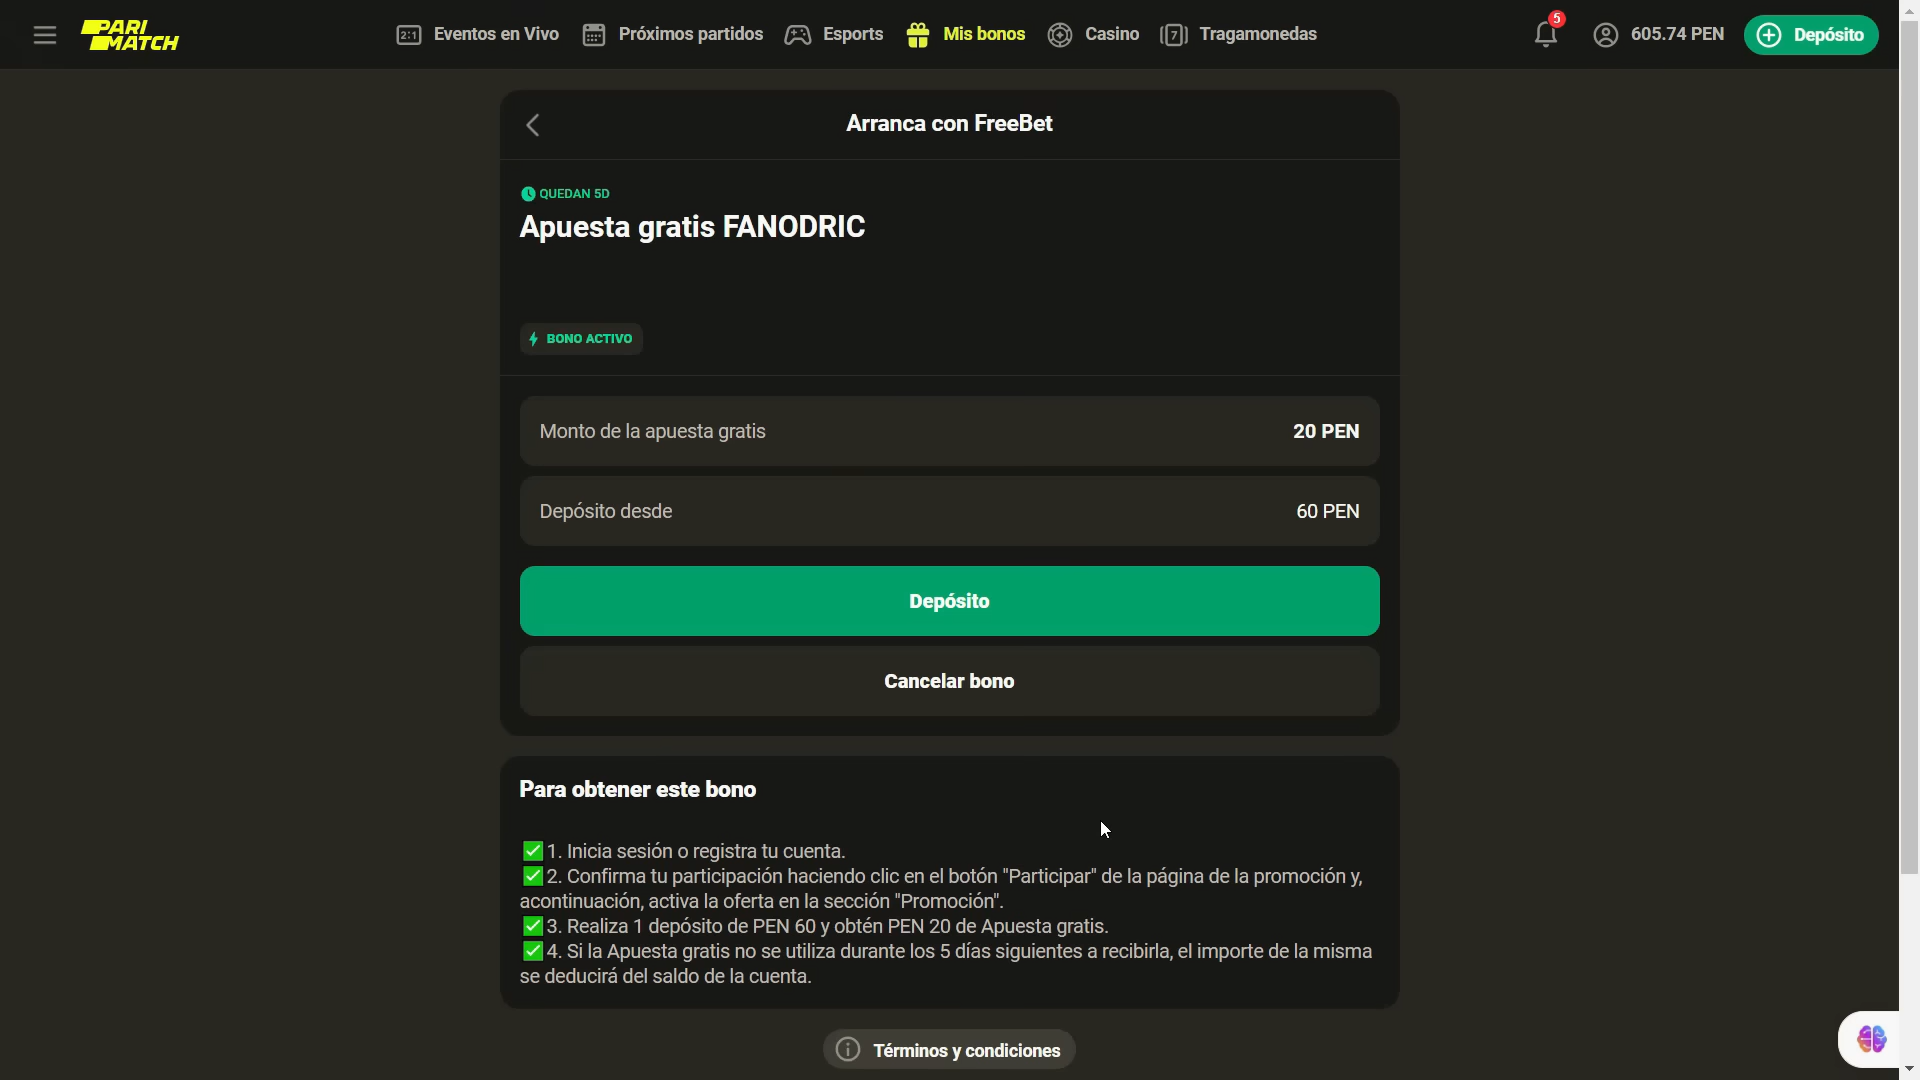 PARI MATCH
2:1 Eventos en Vivo Próximos partidos Esports Mis bonos Casino 7 Tragamonedas 5 605.74 PEN Depósito
Arranca con FreeBet
QUEDAN 5D
Apuesta gratis FANODRIC
BONO ACTIVO
Monto de la apuesta gratis 20 PEN
Depósito desde 60 PEN
Depósito
Cancelar bono
Para obtener este bono
✅1. Inicia sesión o registra tu cuenta.
✅2. Confirma tu participación haciendo clic en el botón "Participar" de la página de la promoción y,
acontinuación, activa la oferta en la sección "Promoción".
✅3. Realiza 1 depósito de PEN 60 y obtén PEN 20 de Apuesta gratis.
✅4. Si la Apuesta gratis no se utiliza durante los 5 días siguientes a recibirla, el importe de la misma
se deducirá del saldo de la cuenta.
Términos y condiciones